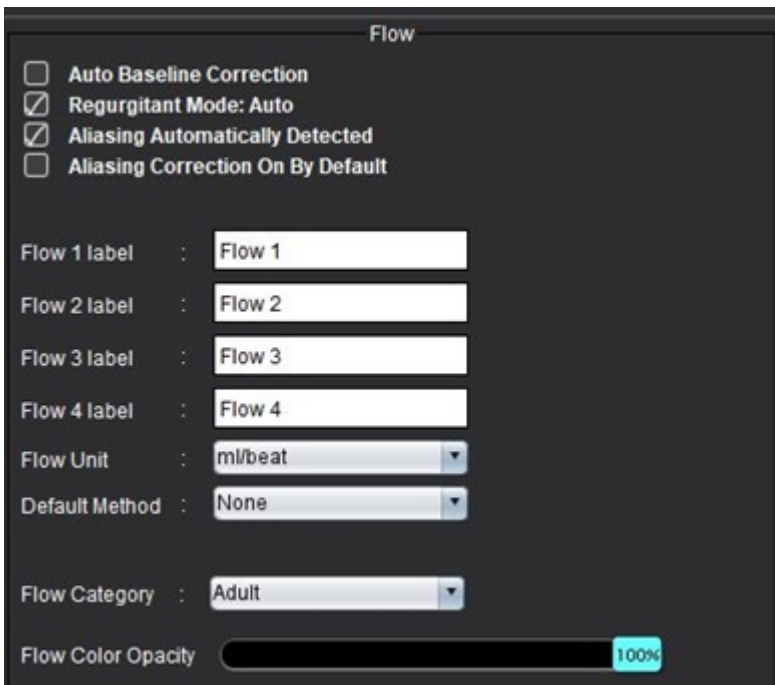 Flow
Auto Baseline Correction
Regurgitant Mode: Auto
Aliasing Automatically Detected
Aliasing Correction On By Default
Flow 1 label : Flow 1
Flow 2 label : Flow 2
Flow 3 label : Flow 3
Flow 4 label : Flow 4
Flow Unit : ml/beat
Default Method : None
Flow Category : Adult
Flow Color Opacity 100%